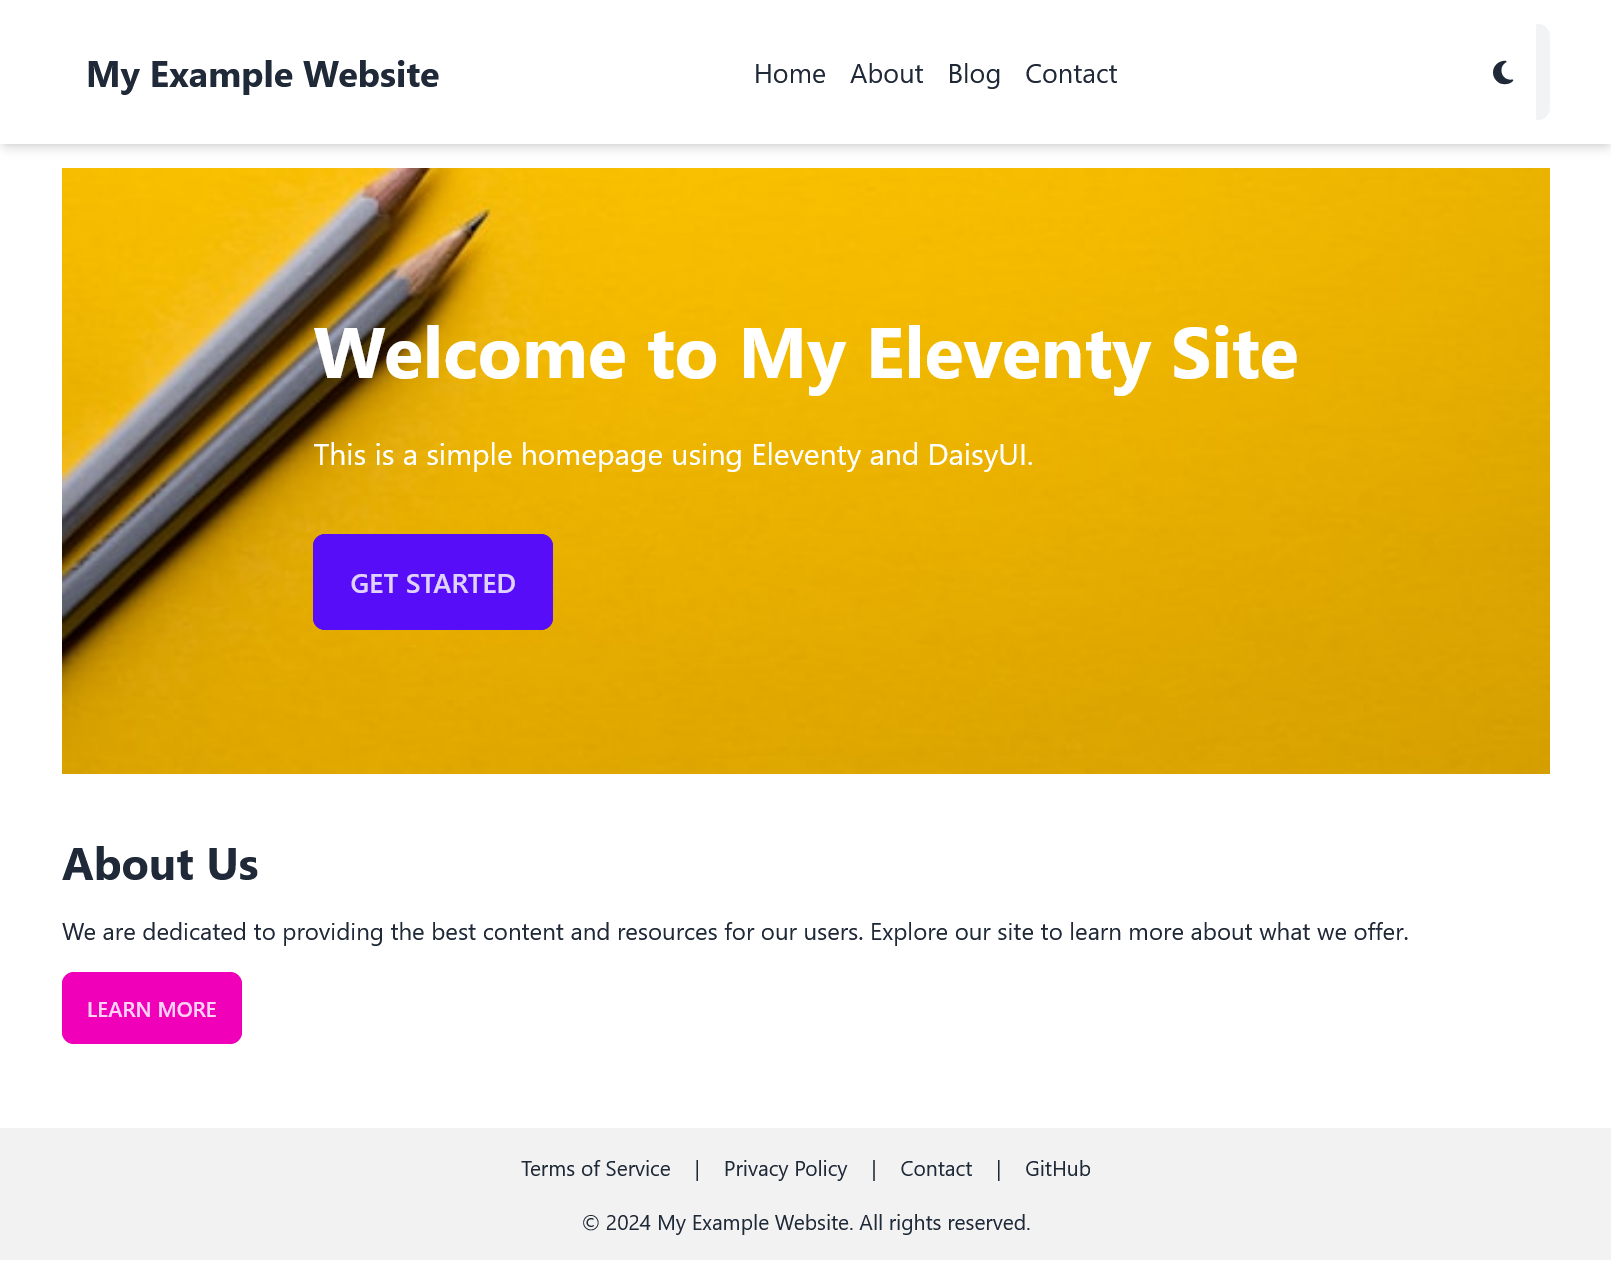 My Example Website
Home About Blog Contact
Welcome to My Eleventy Site
This is a simple homepage using Eleventy and DaisyUI.
GET STARTED
About Us
We are dedicated to providing the best content and resources for our users. Explore our site to learn more about what we offer.
LEARN MORE
Terms of Service | Privacy Policy | Contact | GitHub
© 2024 My Example Website. All rights reserved.